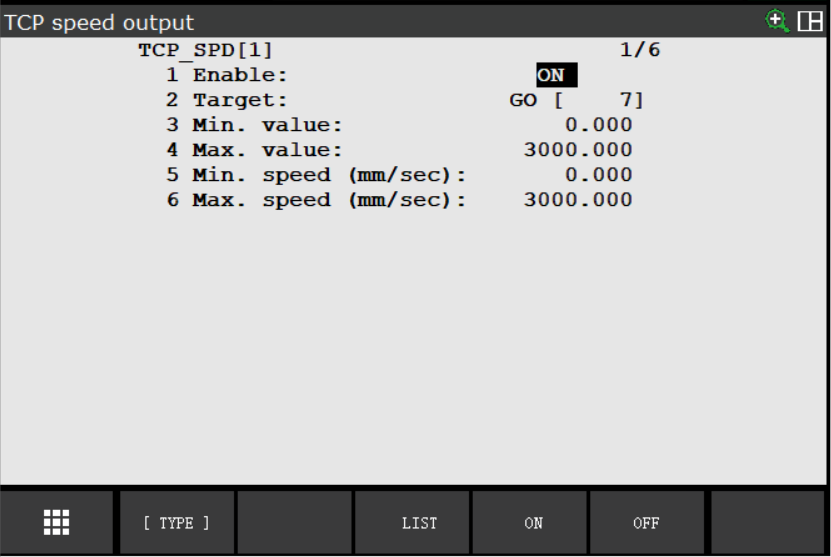 TCP speed output
TCP_SPD[1] 1/6
1 Enable: ON
2 Target: GO [ 7]
3 Min. value: 0.000
4 Max. value: 3000.000
5 Min. speed (mm/sec): 0.000
6 Max. speed (mm/sec): 3000.000
[ TYPE ] LIST ON OFF